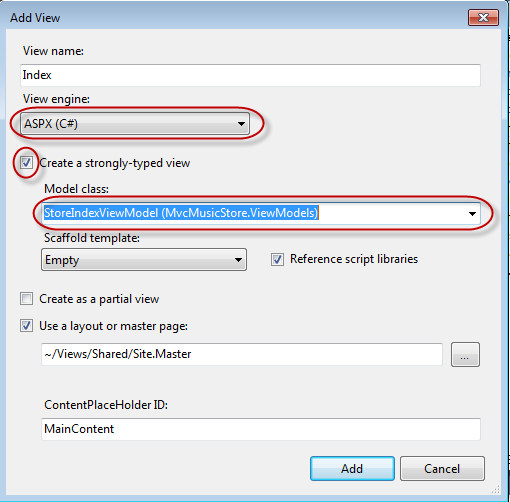 Add View
View name:
Index
View engine:
ASPX (C#)
Create a strongly-typed view
Model class:
StoreIndexViewModel (MvcMusicStore.ViewModels)
Scaffold template:
Empty
Reference script libraries
Create as a partial view
Use a layout or master page:
~/Views/Shared/Site.Master
...
ContentPlaceHolder ID:
MainContent
Add
Cancel